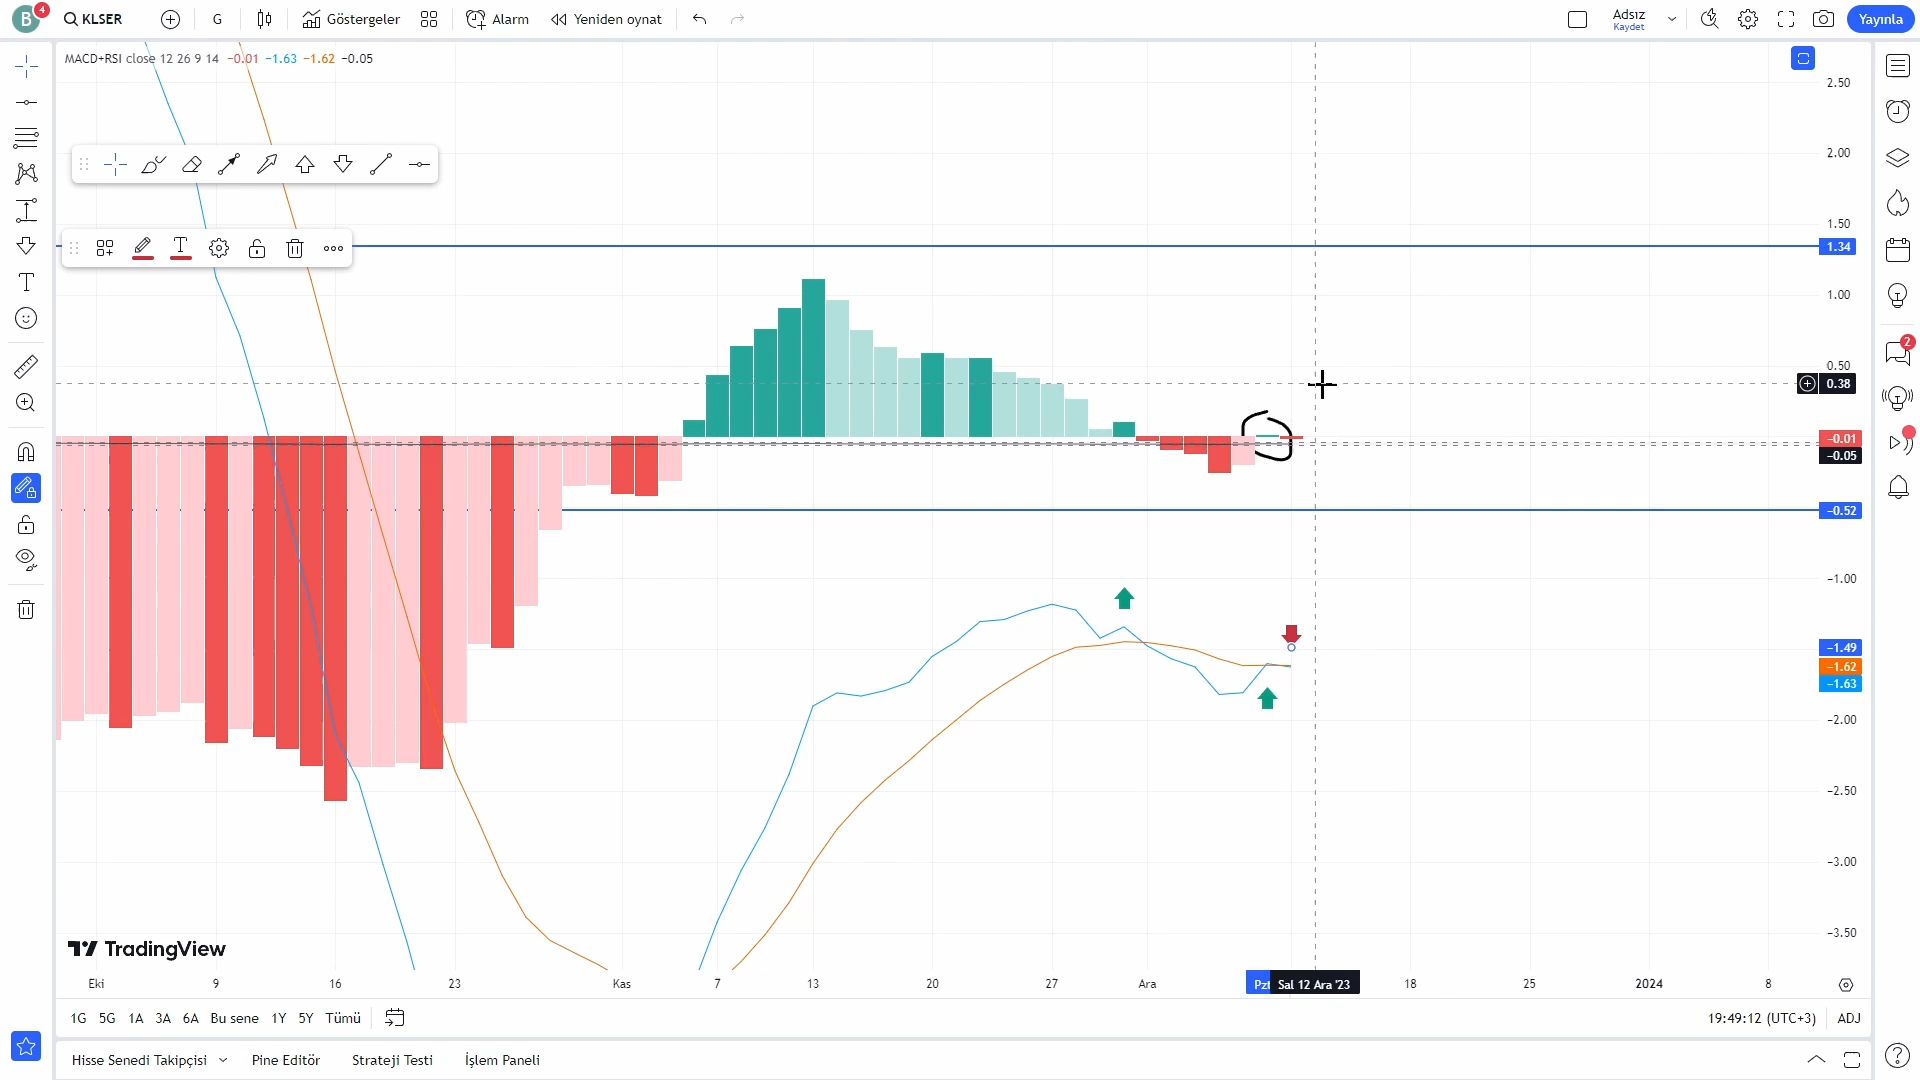 B 4 KLSER G Göstergeler Alarm Yeniden oynat Adsız Kaydet Yayınla
MACD+RSI close 12 26 9 14 −0.01 −1.63 −1.62 −0.05
2.50
2.00
1.50
1.34
1.00
0.50
0.38
−0.01
−0.05
−0.52
−1.00
−1.49
−1.62
−1.63
−2.00
−2.50
−3.00
−3.50
2
T
TradingView
Eki 9 16 23 Kas 7 13 20 27 Ara Pzt Sal 12 Ara '23 18 25 2024 8
1G 5G 1A 3A 6A Bu sene 1Y 5Y Tümü 19:49:12 (UTC+3) ADJ
Hisse Senedi Takipçisi Pine Editör Strateji Testi İşlem Paneli